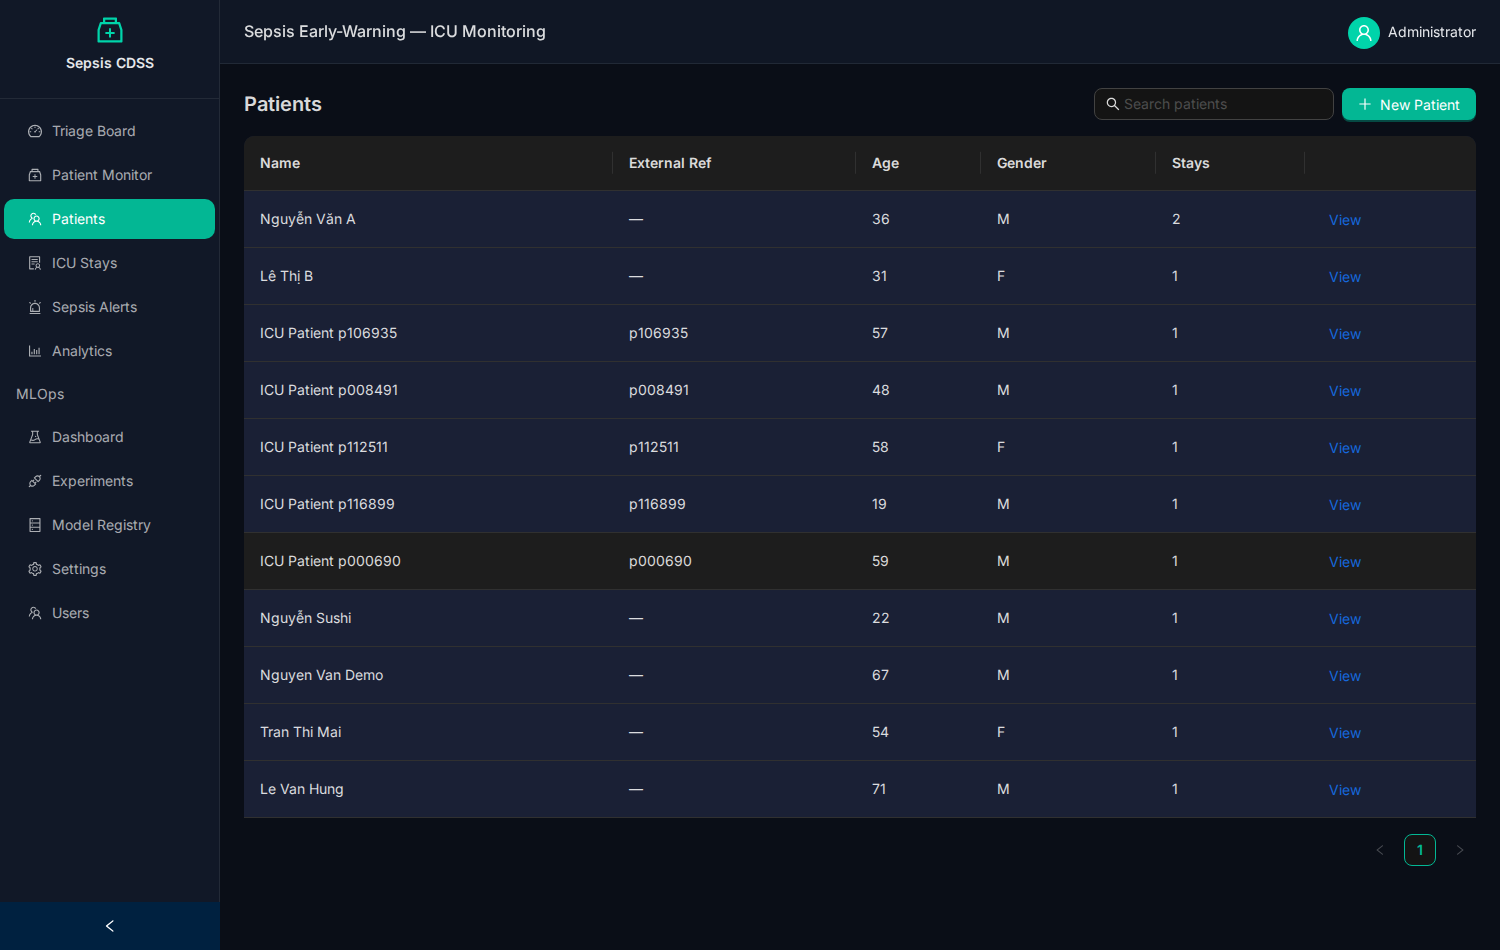 Sepsis CDSS
Triage Board
Patient Monitor
Patients
ICU Stays
Sepsis Alerts
Analytics
MLOps
Dashboard
Experiments
Model Registry
Settings
Users
Sepsis Early-Warning — ICU Monitoring
Administrator
Patients
Search patients
New Patient
Name External Ref Age Gender Stays
Nguyễn Văn A — 36 M 2 View
Lê Thị B — 31 F 1 View
ICU Patient p106935 p106935 57 M 1 View
ICU Patient p008491 p008491 48 M 1 View
ICU Patient p112511 p112511 58 F 1 View
ICU Patient p116899 p116899 19 M 1 View
ICU Patient p000690 p000690 59 M 1 View
Nguyễn Sushi — 22 M 1 View
Nguyen Van Demo — 67 M 1 View
Tran Thi Mai — 54 F 1 View
Le Van Hung — 71 M 1 View
1